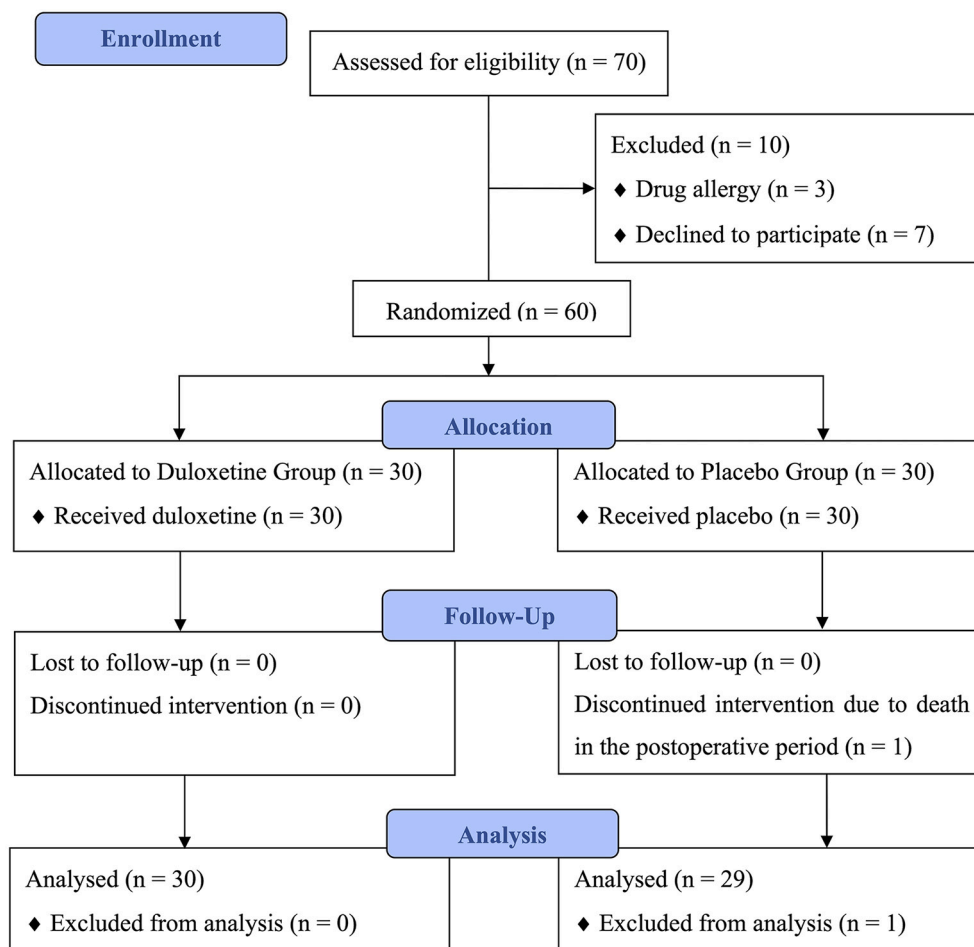 Enrollment
Assessed for eligibility (n = 70)
Excluded (n = 10)
♦ Drug allergy (n = 3)
♦ Declined to participate (n = 7)
Randomized (n = 60)
Allocation
Allocated to Duloxetine Group (n = 30)
♦ Received duloxetine (n = 30)
Allocated to Placebo Group (n = 30)
♦ Received placebo (n = 30)
Follow-Up
Lost to follow-up (n = 0)
Discontinued intervention (n = 0)
Lost to follow-up (n = 0)
Discontinued intervention due to death
in the postoperative period (n = 1)
Analysis
Analysed (n = 30)
♦ Excluded from analysis (n = 0)
Analysed (n = 29)
♦ Excluded from analysis (n = 1)